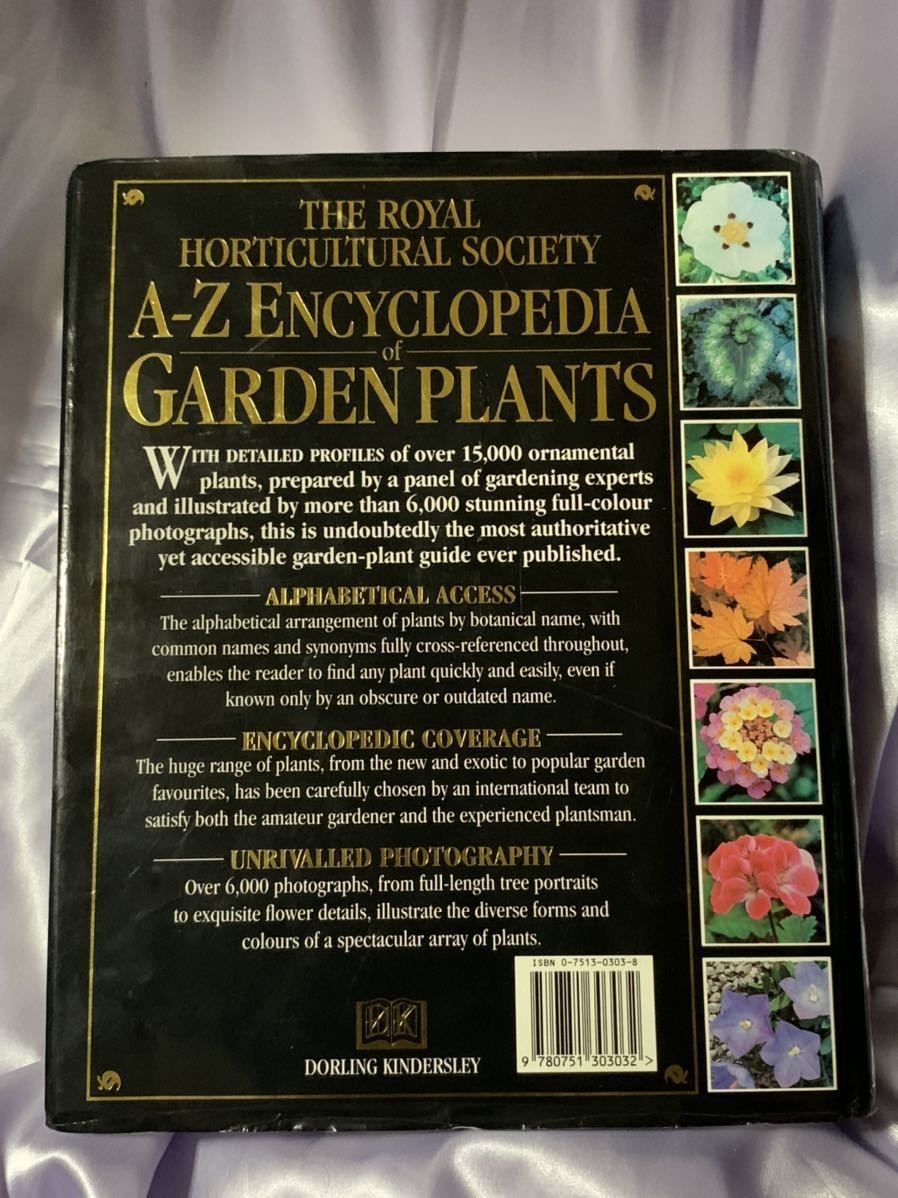 THE ROYAL
HORTICULTURAL SOCIETY
A-Z ENCYCLOPEDIA
of
GARDEN PLANTS
WITH DETAILED PROFILES of over 15,000 ornamental
plants, prepared by a panel of gardening experts
and illustrated by more than 6,000 stunning full-colour
photographs, this is undoubtedly the most authoritative
yet accessible garden-plant guide ever published.
ALPHABETICAL ACCESS
The alphabetical arrangement of plants by botanical name, with
common names and synonyms fully cross-referenced throughout,
enables the reader to find any plant quickly and easily, even if
known only by an obscure or outdated name.
ENCYCLOPEDIC COVERAGE
The huge range of plants, from the new and exotic to popular garden
favourites, has been carefully chosen by an international team to
satisfy both the amateur gardener and the experienced plantsman.
UNRIVALLED PHOTOGRAPHY
Over 6,000 photographs, from full-length tree portraits
to exquisite flower details, illustrate the diverse forms and
colours of a spectacular array of plants.
ISBN 0-7513-0303-8
9 780751 303032 >
DK
DORLING KINDERSLEY